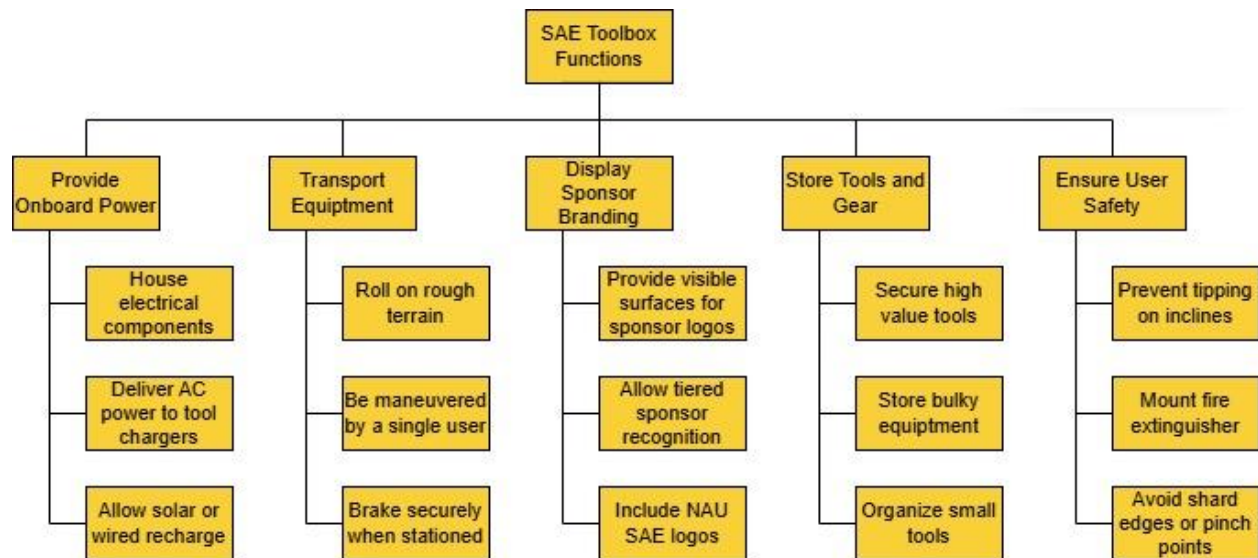 SAE Toolbox
Functions
Provide
Onboard Power
Transport
Equiptment
Display
Sponsor
Branding
Store Tools and
Gear
Ensure User
Safety
House
electrical
components
Roll on rough
terrain
Provide visible
surfaces for
sponsor logos
Secure high
value tools
Prevent tipping
on inclines
Deliver AC
power to tool
chargers
Be maneuvered
by a single user
Allow tiered
sponsor
recognition
Store bulky
equiptment
Mount fire
extinguisher
Allow solar or
wired recharge
Brake securely
when stationed
Include NAU
SAE logos
Organize small
tools
Avoid shard
edges or pinch
points